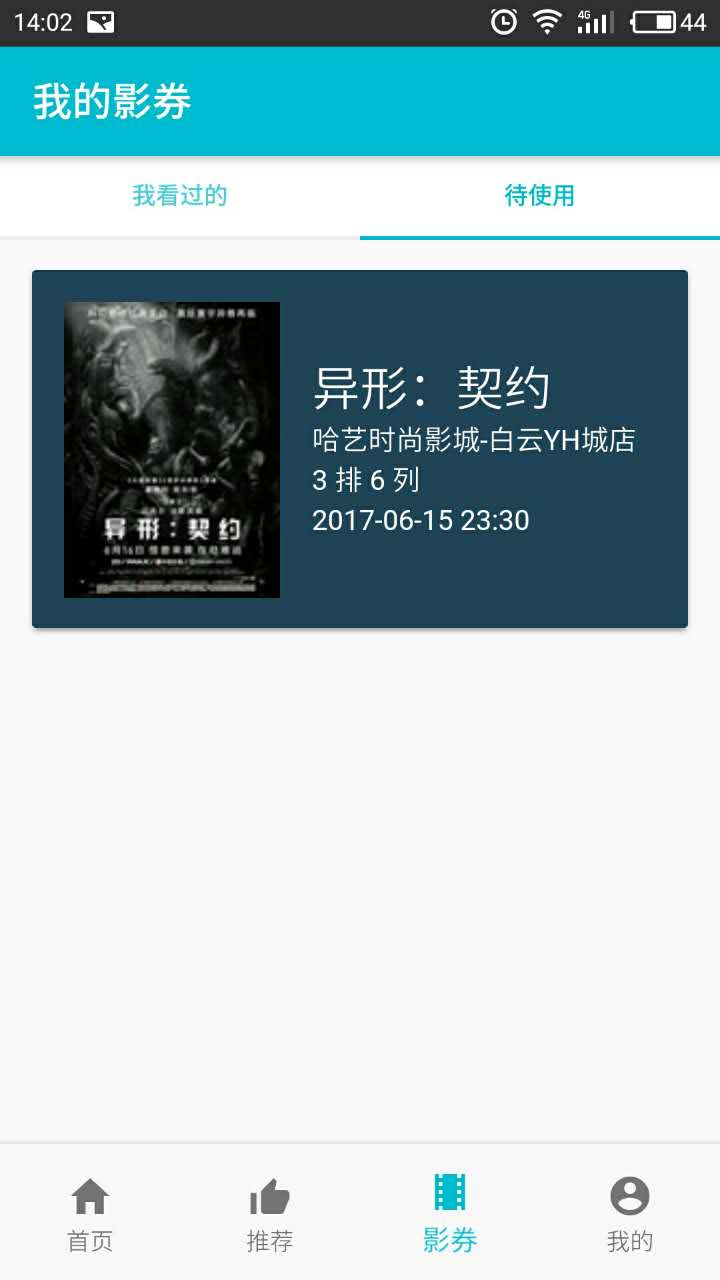 14:02
4G
44
我的影券
我看过的
待使用
异形：契约
哈艺时尚影城-白云YH城店
3 排 6 列
2017-06-15 23:30
异形：契约
首页
推荐
影券
我的